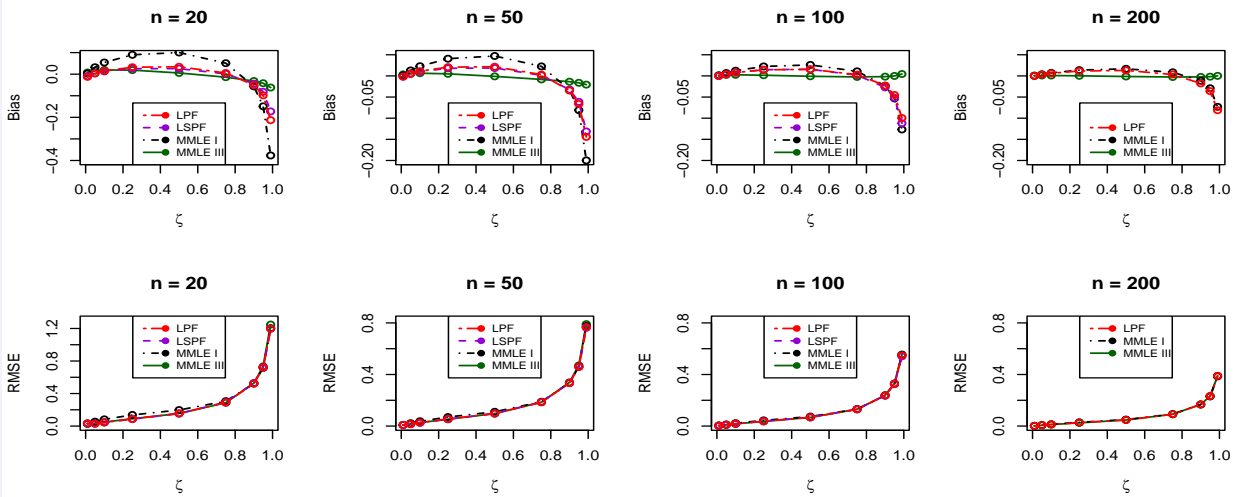 n = 20
n = 50
n = 100
n = 200
Bias
0.0
-0.2
-0.4
LPF
LSPF
MMLE I
MMLE III
0.0 0.2 0.4 0.6 0.8 1.0
ζ
Bias
-0.05
-0.20
LPF
LSPF
MMLE I
MMLE III
0.0 0.2 0.4 0.6 0.8 1.0
ζ
Bias
-0.05
-0.20
LPF
LSPF
MMLE I
MMLE III
0.0 0.2 0.4 0.6 0.8 1.0
ζ
Bias
-0.05
-0.20
LPF
MMLE I
MMLE III
0.0 0.2 0.4 0.6 0.8 1.0
ζ
n = 20
n = 50
n = 100
n = 200
RMSE
1.2
0.8
0.4
0.0
LPF
LSPF
MMLE I
MMLE III
0.0 0.2 0.4 0.6 0.8 1.0
ζ
RMSE
0.8
0.4
0.0
LPF
LSPF
MMLE I
MMLE III
0.0 0.2 0.4 0.6 0.8 1.0
ζ
RMSE
0.8
0.4
0.0
LPF
LSPF
MMLE I
MMLE III
0.0 0.2 0.4 0.6 0.8 1.0
ζ
RMSE
0.8
0.4
0.0
LPF
MMLE I
MMLE III
0.0 0.2 0.4 0.6 0.8 1.0
ζ